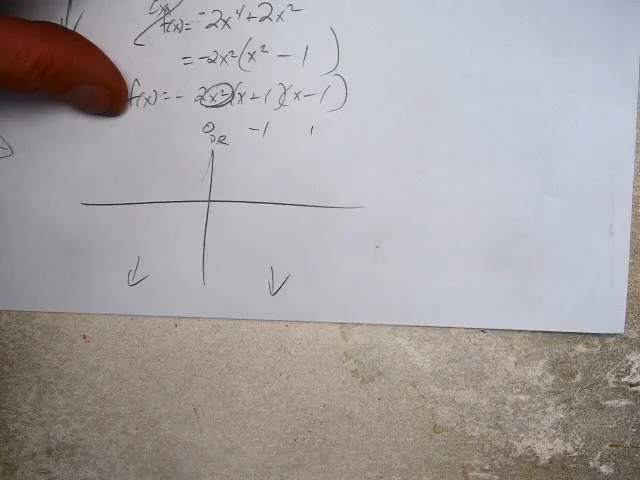 f(x)=-2x⁴+2x²
=-2x²(x²-1)
f(x)=-2x²(x+1)(x-1)
0 -1 1
DR